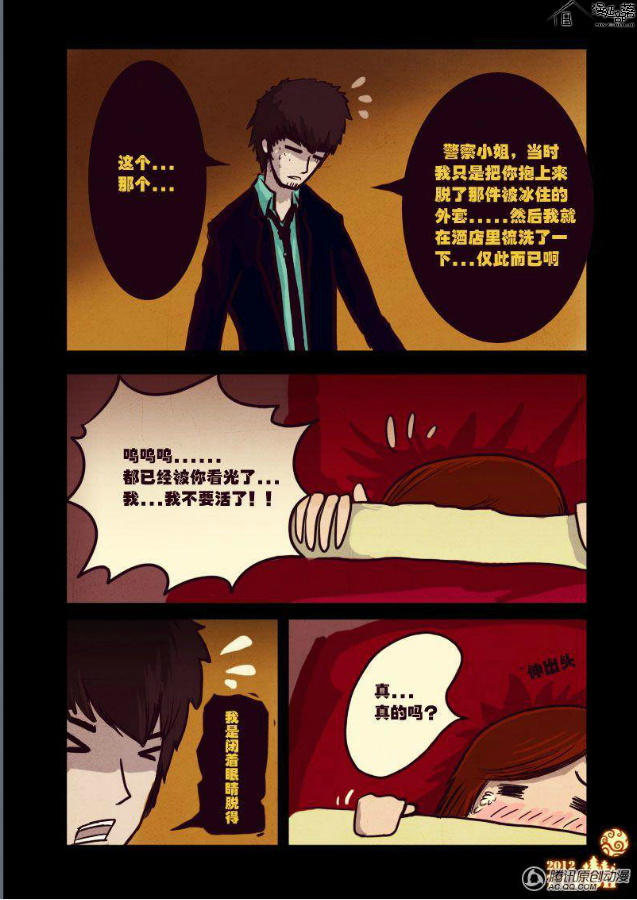 漫域部落
这个...
那个...
警察小姐，当时
我只是把你抱上来
脱了那件被冰住的
外套.....然后我就
在酒店里梳洗了一
下...仅此而已啊
呜呜呜......
都已经被你看光了...
我...我不要活了！！
我是闭着眼睛脱得
真...
真的吗？
伸出头
2012
腾讯原创动漫
AC.QQ.COM